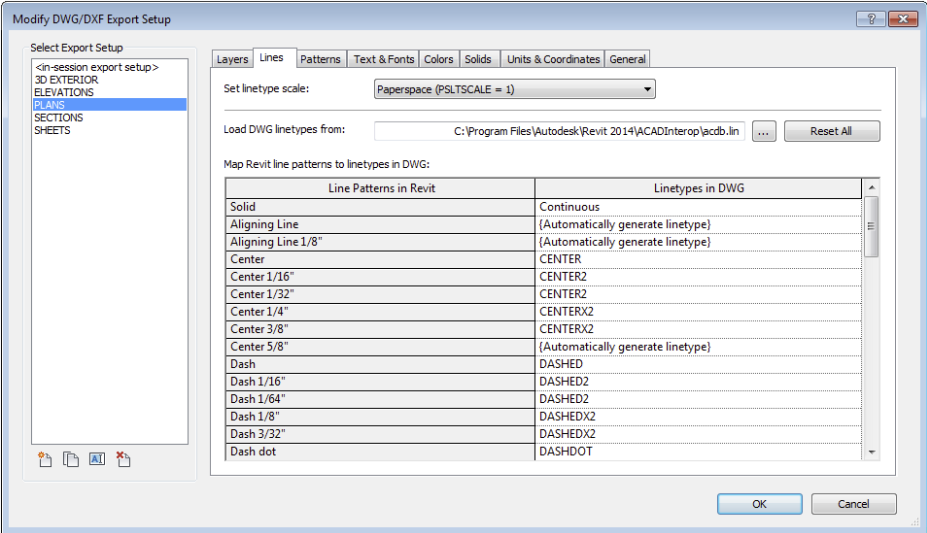 Modify DWG/DXF Export Setup
Select Export Setup
<in-session export setup>
3D EXTERIOR
ELEVATIONS
PLANS
SECTIONS
SHEETS
Layers Lines Patterns Text & Fonts Colors Solids Units & Coordinates General
Set linetype scale: Paperspace (PSLTSCALE = 1)
Load DWG linetypes from: C:\Program Files\Autodesk\Revit 2014\ACADInterop\acdb.lin ... Reset All
Map Revit line patterns to linetypes in DWG:
Line Patterns in Revit Linetypes in DWG
Solid Continuous
Aligning Line {Automatically generate linetype}
Aligning Line 1/8" {Automatically generate linetype}
Center CENTER
Center 1/16" CENTER2
Center 1/32" CENTER2
Center 1/4" CENTERX2
Center 3/8" CENTERX2
Center 5/8" {Automatically generate linetype}
Dash DASHED
Dash 1/16" DASHED2
Dash 1/64" DASHED2
Dash 1/8" DASHEDX2
Dash 3/32" DASHEDX2
Dash dot DASHDOT
OK Cancel